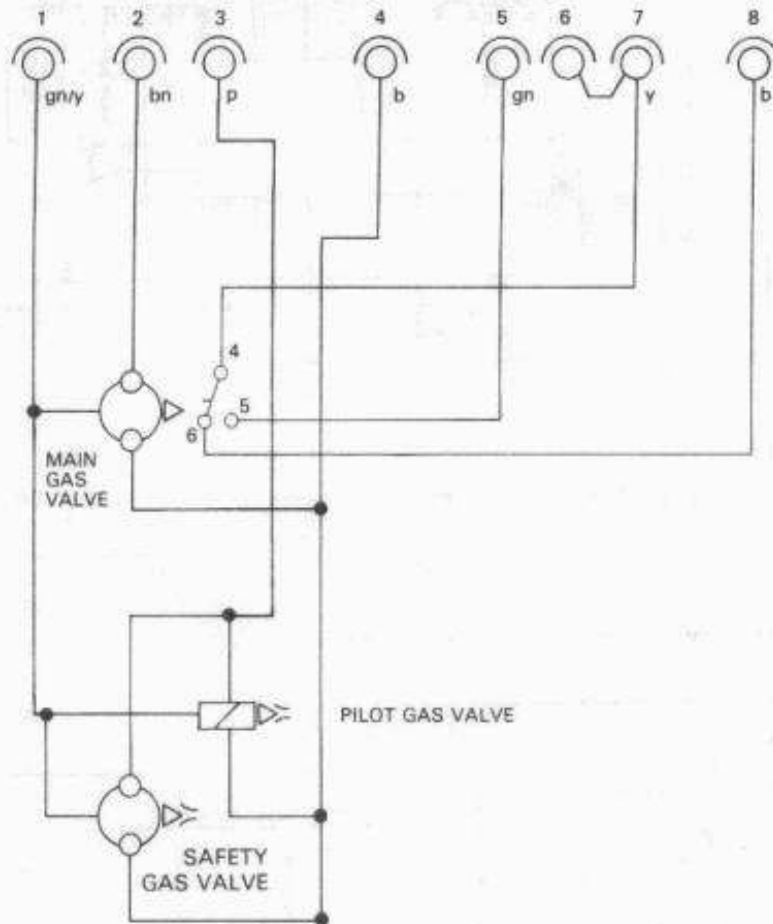 1 2 3 4 5 6 7 8
gn/y bn p b gn y b
4
5
6
MAIN
GAS
VALVE
PILOT GAS VALVE
SAFETY
GAS VALVE